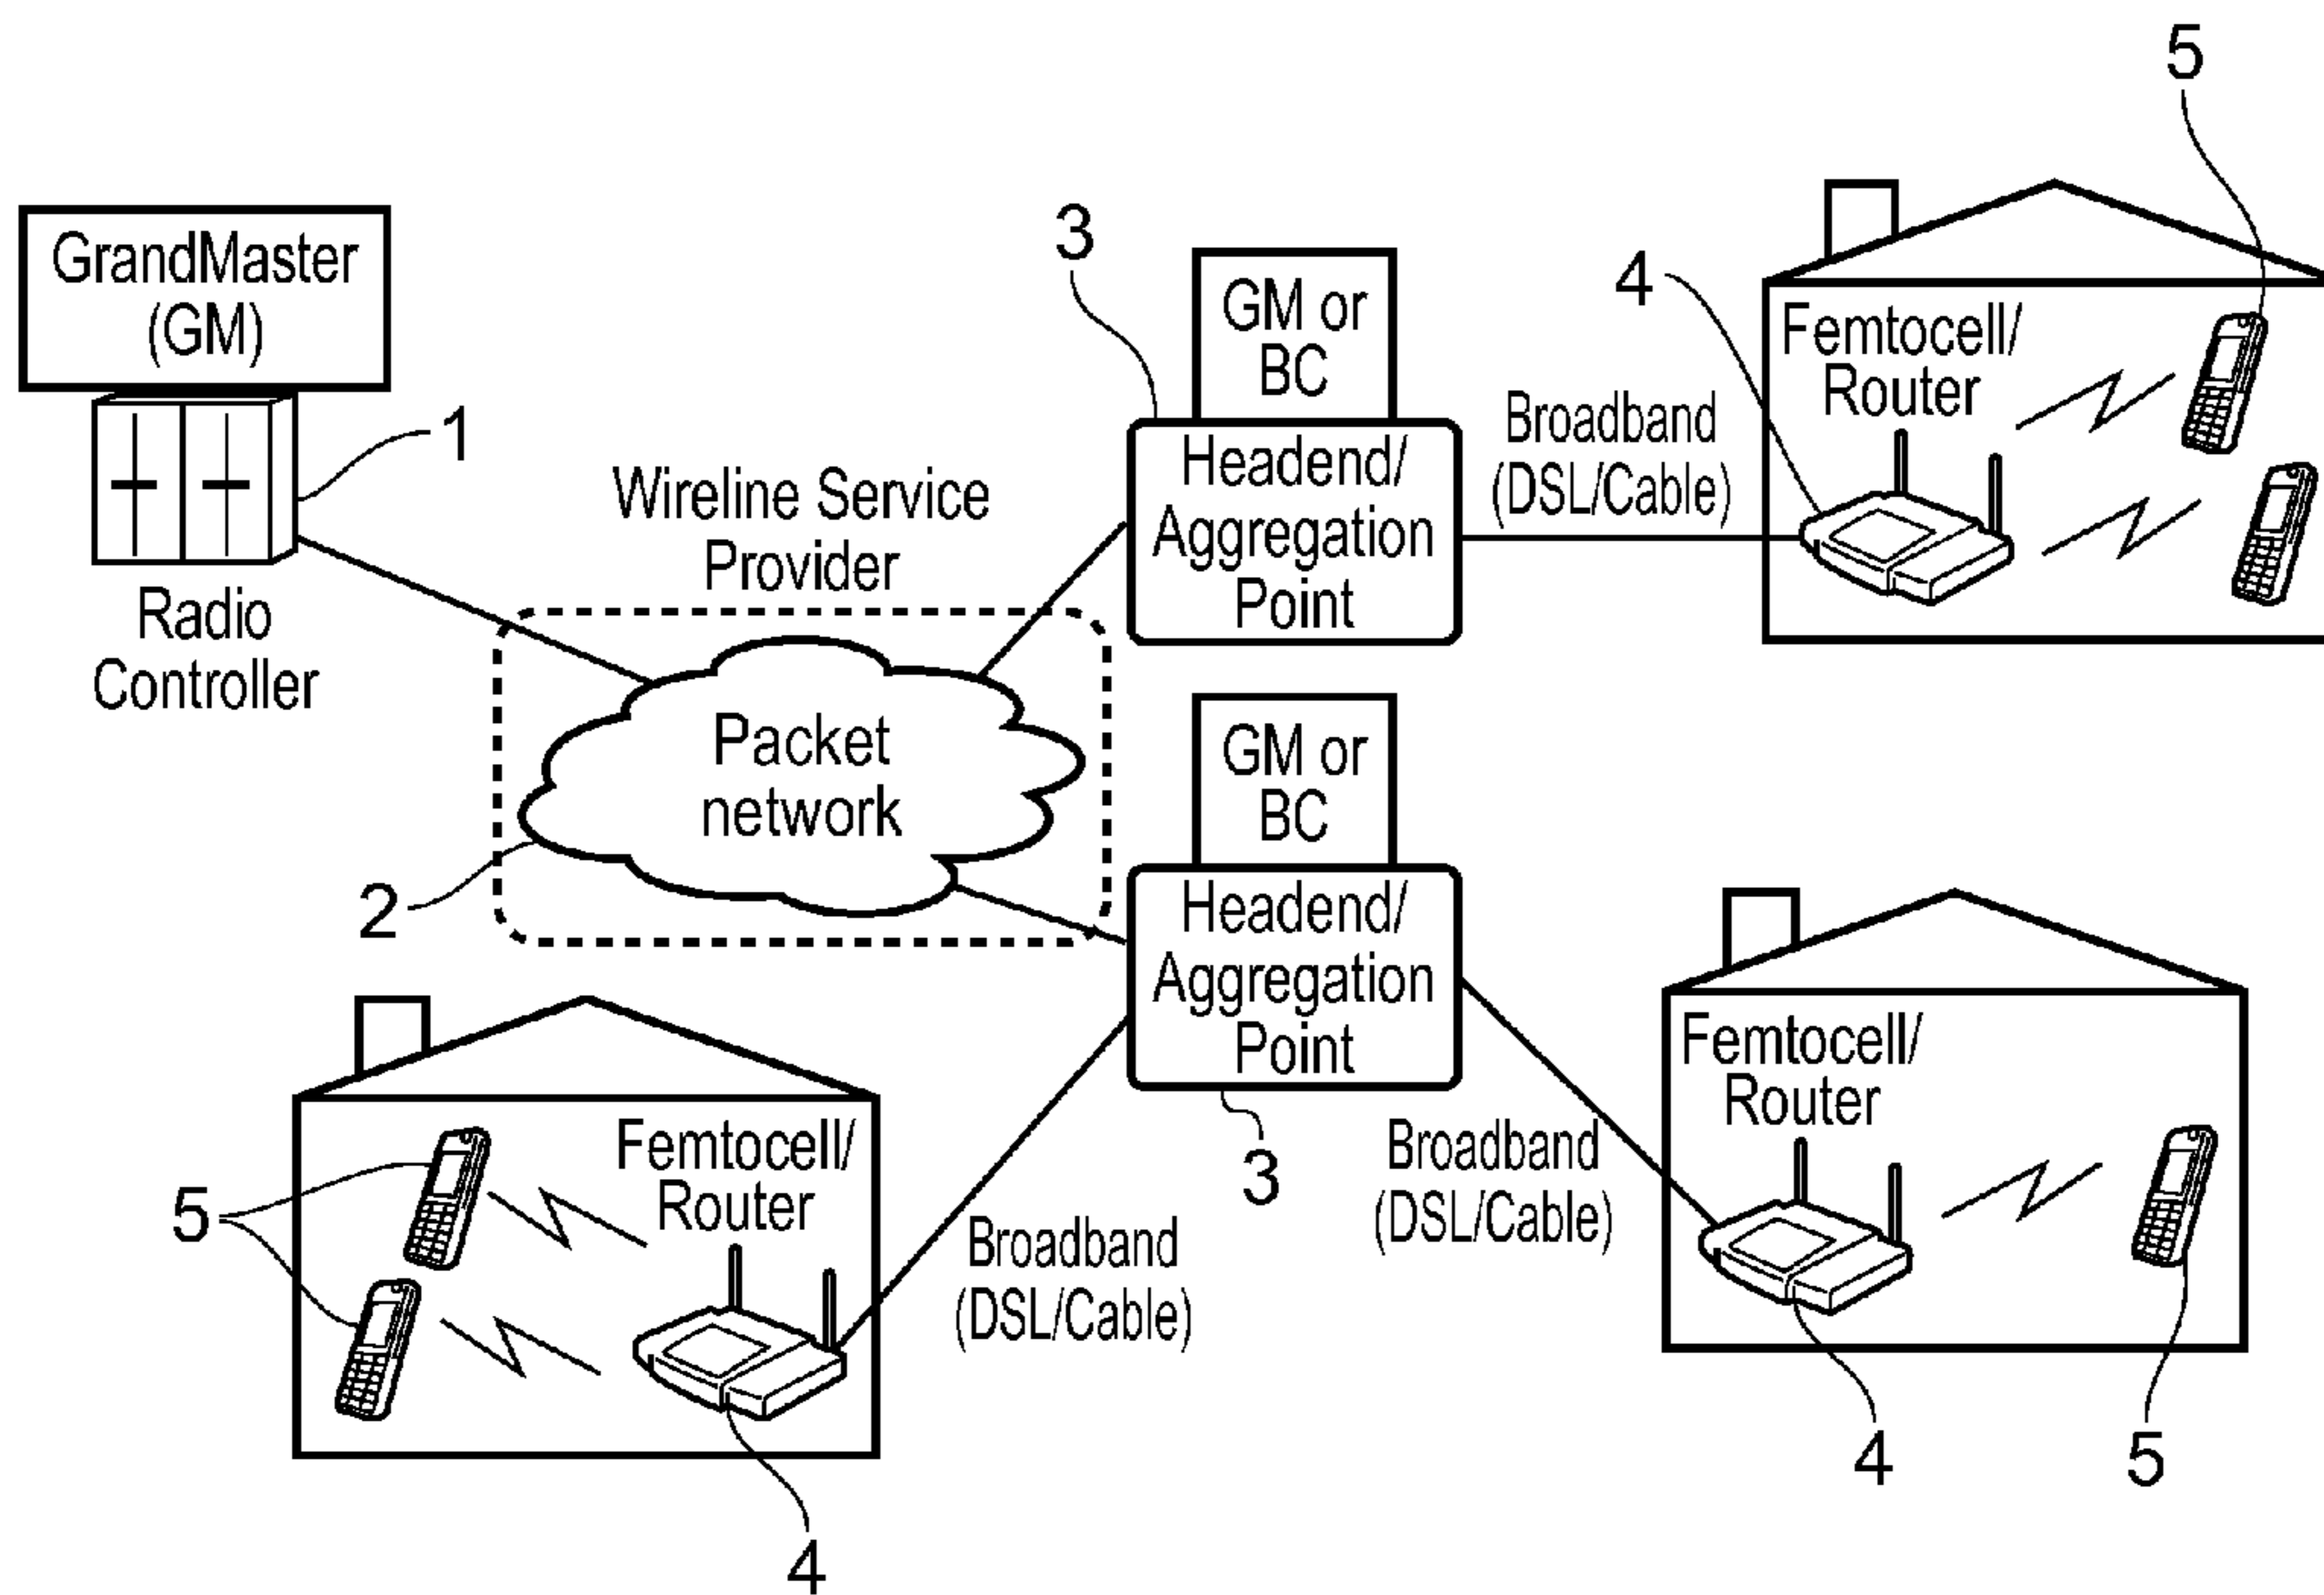 5
GrandMaster
(GM)
1
Radio
Controller
Wireline Service
Provider
Packet
network
2
3
GM or
BC
Headend/
Aggregation
Point
Broadband
(DSL/Cable)
4
Femtocell/
Router
GM or
BC
Headend/
Aggregation
Point
3
Femtocell/
Router
5
4
Broadband
(DSL/Cable)
Broadband
(DSL/Cable)
Femtocell/
Router
4
5